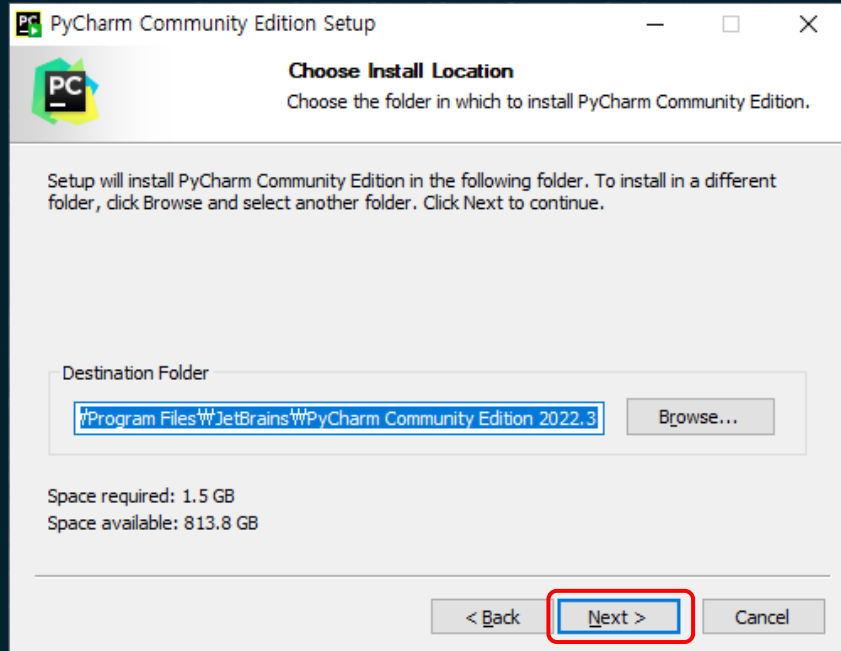 PyCharm Community Edition Setup
PC
Choose Install Location
Choose the folder in which to install PyCharm Community Edition.
Setup will install PyCharm Community Edition in the following folder. To install in a different
folder, click Browse and select another folder. Click Next to continue.
Destination Folder
₩Program Files₩JetBrains₩PyCharm Community Edition 2022.3
Browse...
Space required: 1.5 GB
Space available: 813.8 GB
< Back Next > Cancel